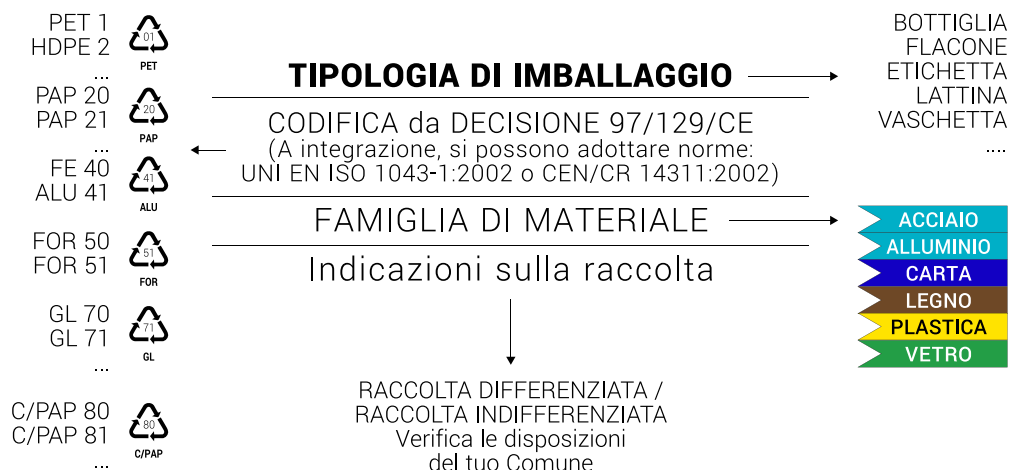 PET 1
HDPE 2
...
01
PET
PAP 20
PAP 21
...
20
PAP
FE 40
ALU 41
41
ALU
FOR 50
FOR 51
51
FOR
GL 70
GL 71
...
71
GL
C/PAP 80
C/PAP 81
...
80
C/PAP
TIPOLOGIA DI IMBALLAGGIO
CODIFICA da DECISIONE 97/129/CE
(A integrazione, si possono adottare norme:
UNI EN ISO 1043-1:2002 o CEN/CR 14311:2002)
FAMIGLIA DI MATERIALE
Indicazioni sulla raccolta
RACCOLTA DIFFERENZIATA /
RACCOLTA INDIFFERENZIATA
Verifica le disposizioni
del tuo Comune
BOTTIGLIA
FLACONE
ETICHETTA
LATTINA
VASCHETTA
....
ACCIAIO
ALLUMINIO
CARTA
LEGNO
PLASTICA
VETRO